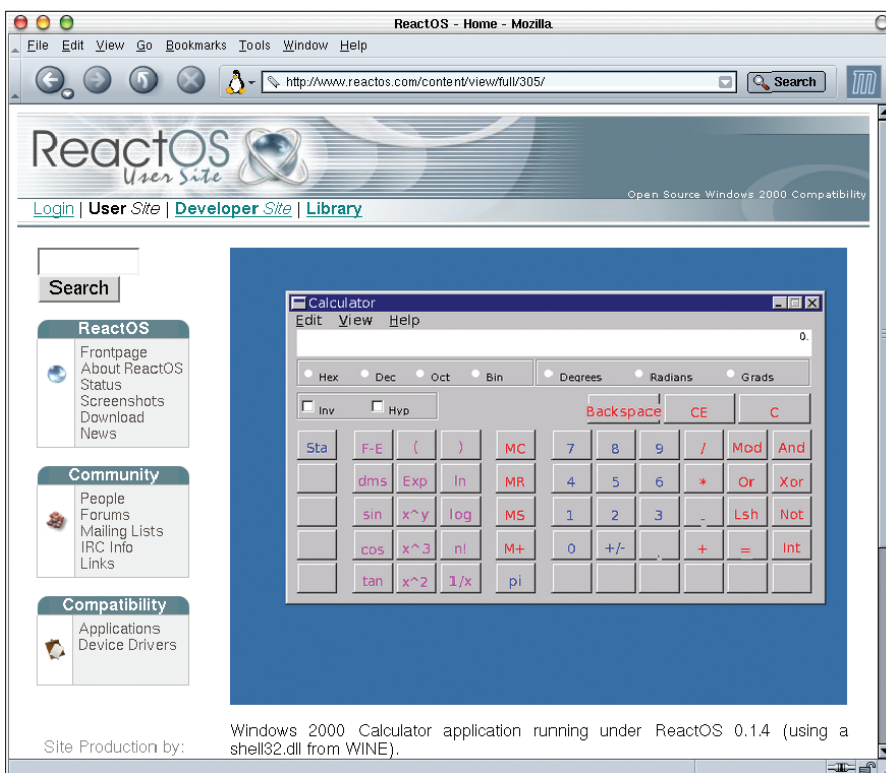 ReactOS - Home - Mozilla
File Edit View Go Bookmarks Tools Window Help
http://www.reactos.com/content/view/full/305/ Search
ReactOS
User Site
Open Source Windows 2000 Compatibility
Login | User Site | Developer Site | Library
Search
ReactOS
Frontpage
About ReactOS
Status
Screenshots
Download
News
Community
People
Forums
Mailing Lists
IRC Info
Links
Compatibility
Applications
Device Drivers
Site Production by:
Calculator
Edit View Help
0.
Hex Dec Oct Bin Degrees Radians Grads
Inv Hyp Backspace CE C
Sta F-E ( ) MC 7 8 9 / Mod And
dms Exp ln MR 4 5 6 * Or Xor
sin x^y log MS 1 2 3 - Lsh Not
cos x^3 n! M+ 0 +/- . + = Int
tan x^2 1/x pi
Windows 2000 Calculator application running under ReactOS 0.1.4 (using a
shell32.dll from WINE).